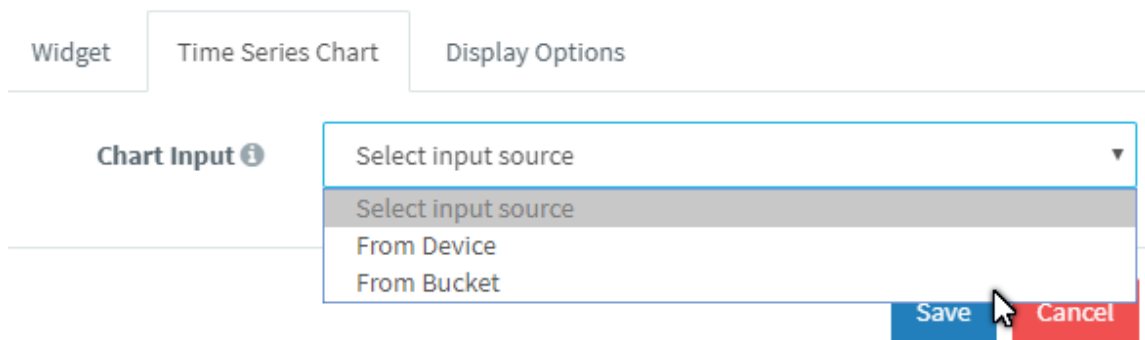 Widget Time Series Chart Display Options
Chart Input Select input source
Select input source
From Device
From Bucket
Save Cancel